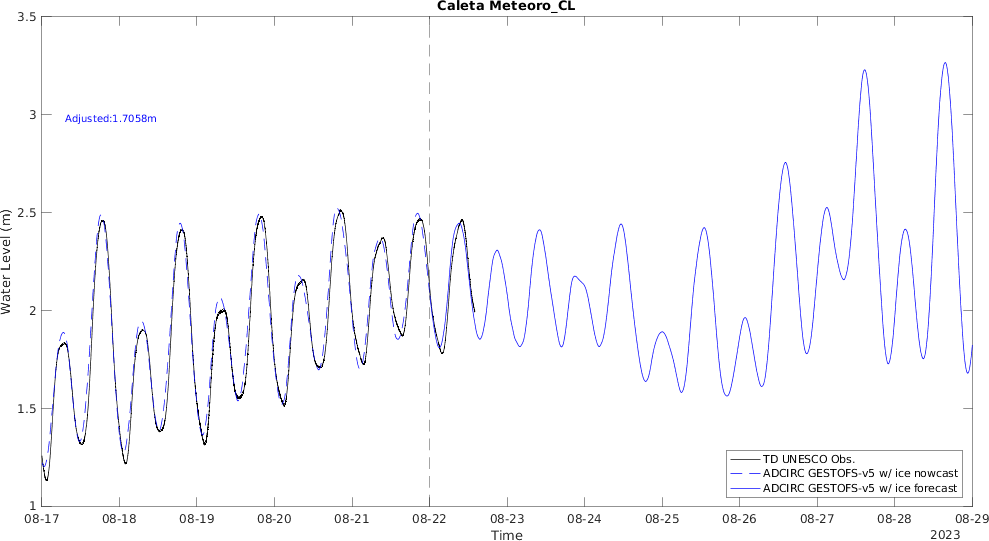 Caleta Meteoro_CL
3.5
3
2.5
2
1.5
1
Water Level (m)
Adjusted:1.7058m
TD UNESCO Obs.
ADCIRC GESTOFS-v5 w/ ice nowcast
ADCIRC GESTOFS-v5 w/ ice forecast
08-17 08-18 08-19 08-20 08-21 08-22 08-23 08-24 08-25 08-26 08-27 08-28 08-29
Time
2023